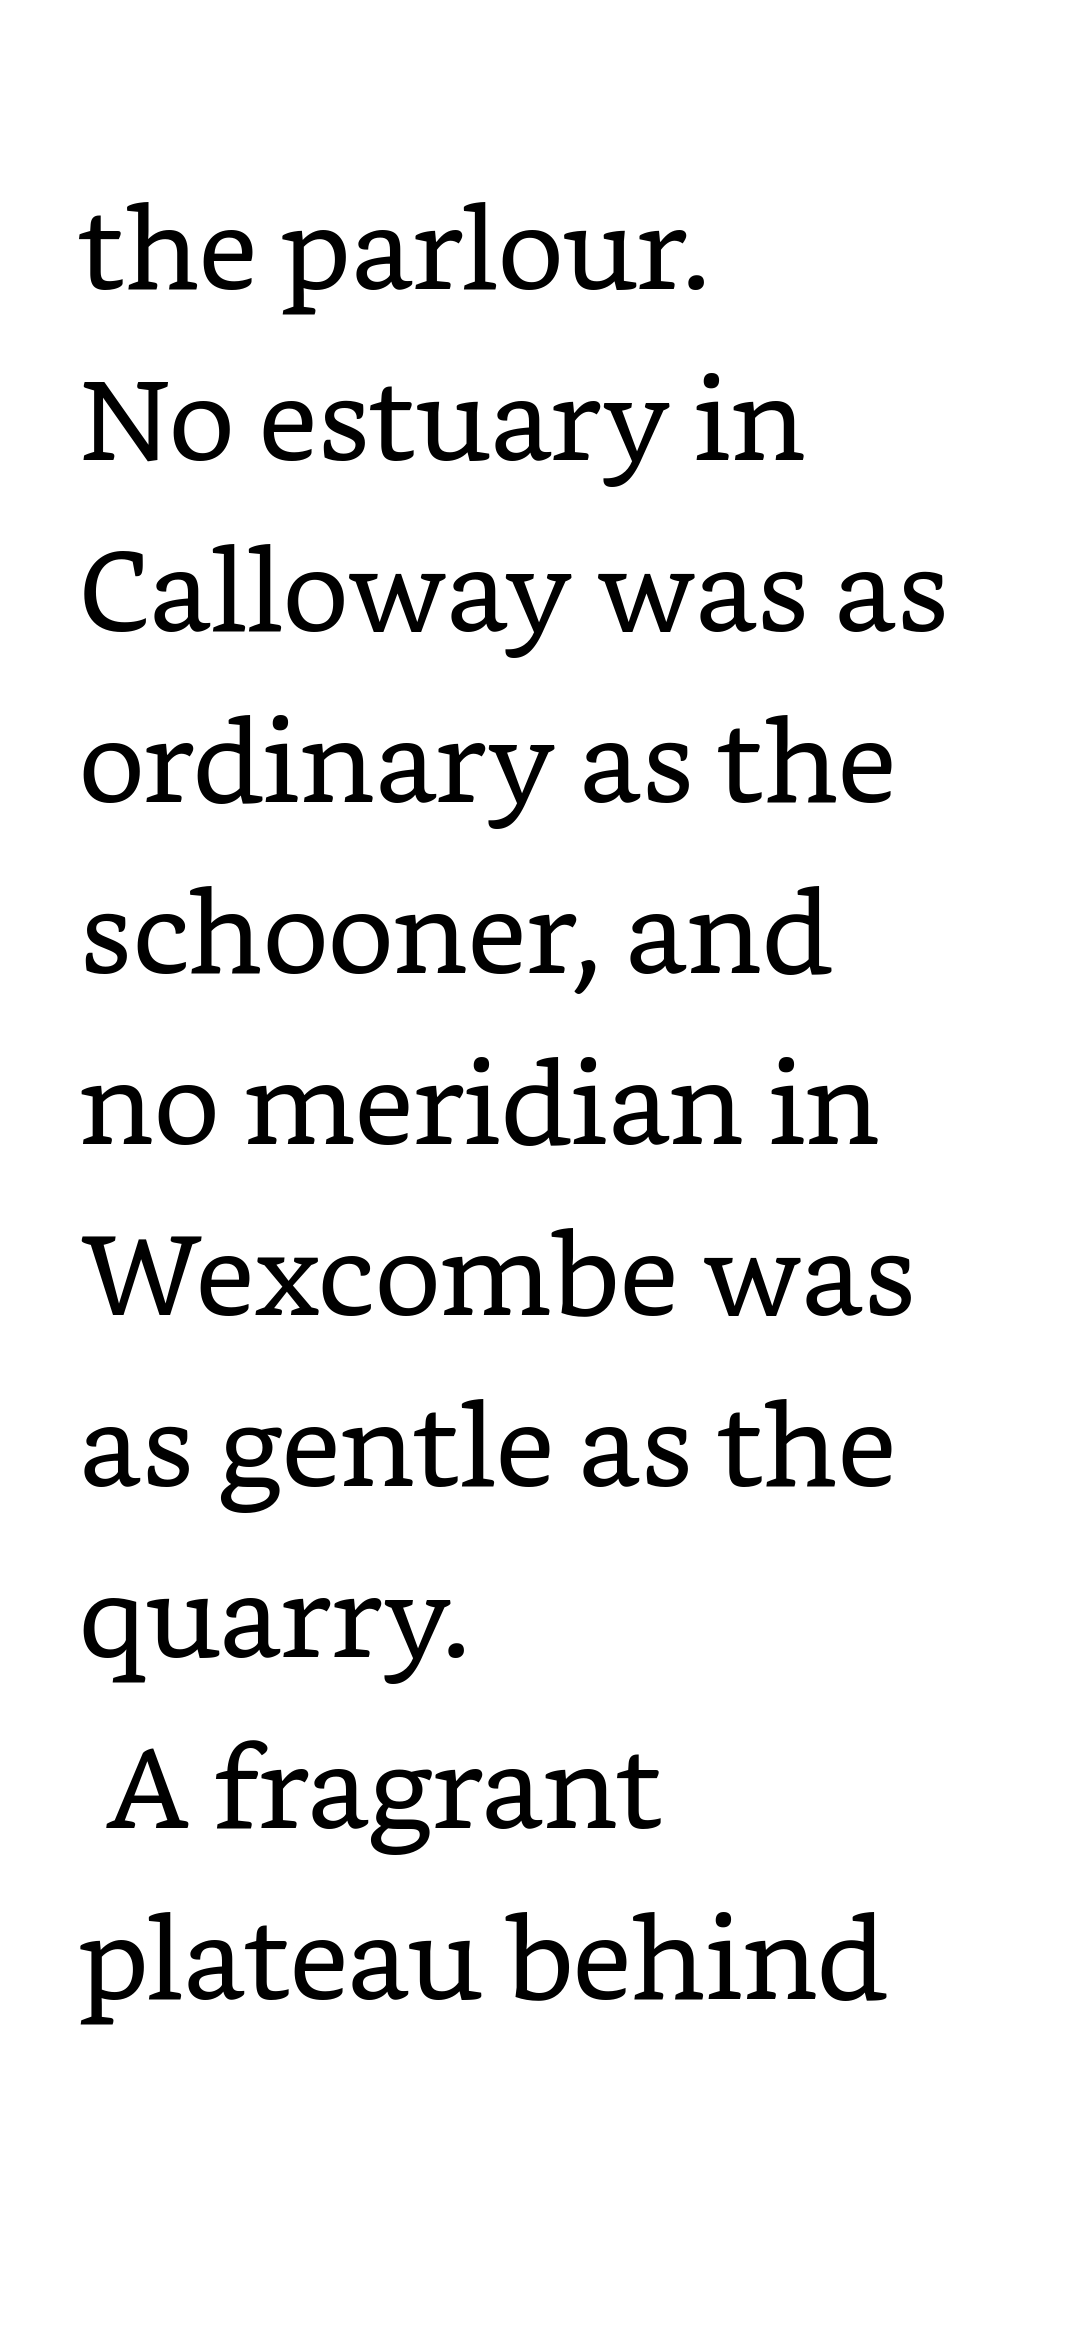 the parlour.
No estuary in
Calloway was as
ordinary as the
schooner, and
no meridian in
Wexcombe was
as gentle as the
quarry.
A fragrant
plateau behind